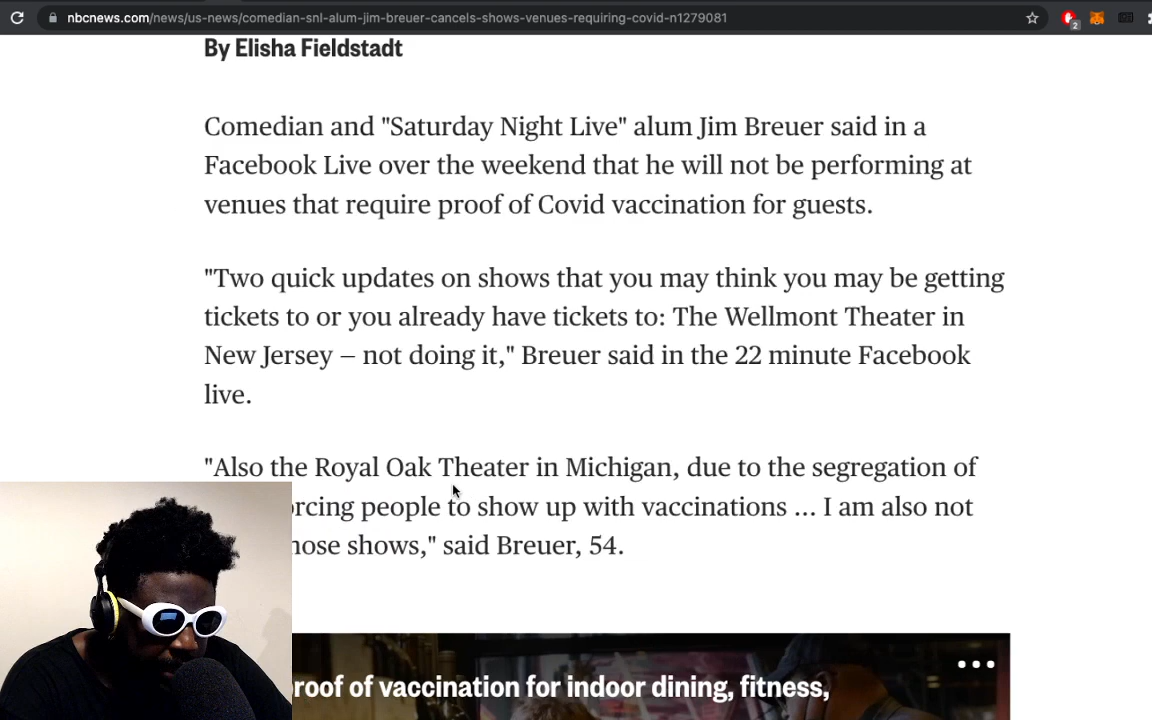 nbcnews.com/news/us-news/comedian-snl-alum-jim-breuer-cancels-shows-venues-requiring-covid-n1279081
2
By Elisha Fieldstadt
Comedian and "Saturday Night Live" alum Jim Breuer said in a
Facebook Live over the weekend that he will not be performing at
venues that require proof of Covid vaccination for guests.
"Two quick updates on shows that you may think you may be getting
tickets to or you already have tickets to: The Wellmont Theater in
New Jersey – not doing it," Breuer said in the 22 minute Facebook
live.
"Also the Royal Oak Theater in Michigan, due to the segregation of
people to show up with vaccinations ... I am also not
shows," said Breuer, 54.
of vaccination for indoor dining, fitness,